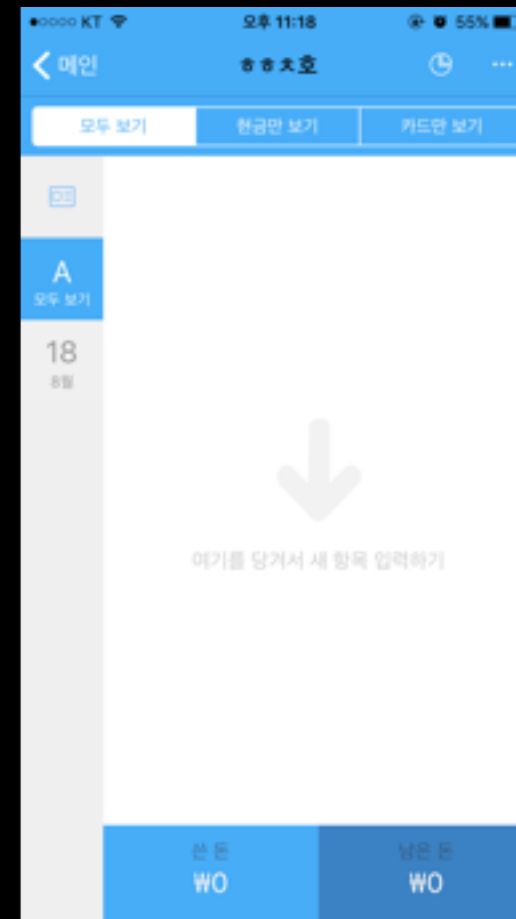 KT 오후 11:18 55%
메인 ㅎㅎㅊ호
모두 보기 현금만 보기 카드만 보기
A
모두 보기
18
8월
여기를 당겨서 새 항목 입력하기
쓴 돈 남은 돈
₩0 ₩0